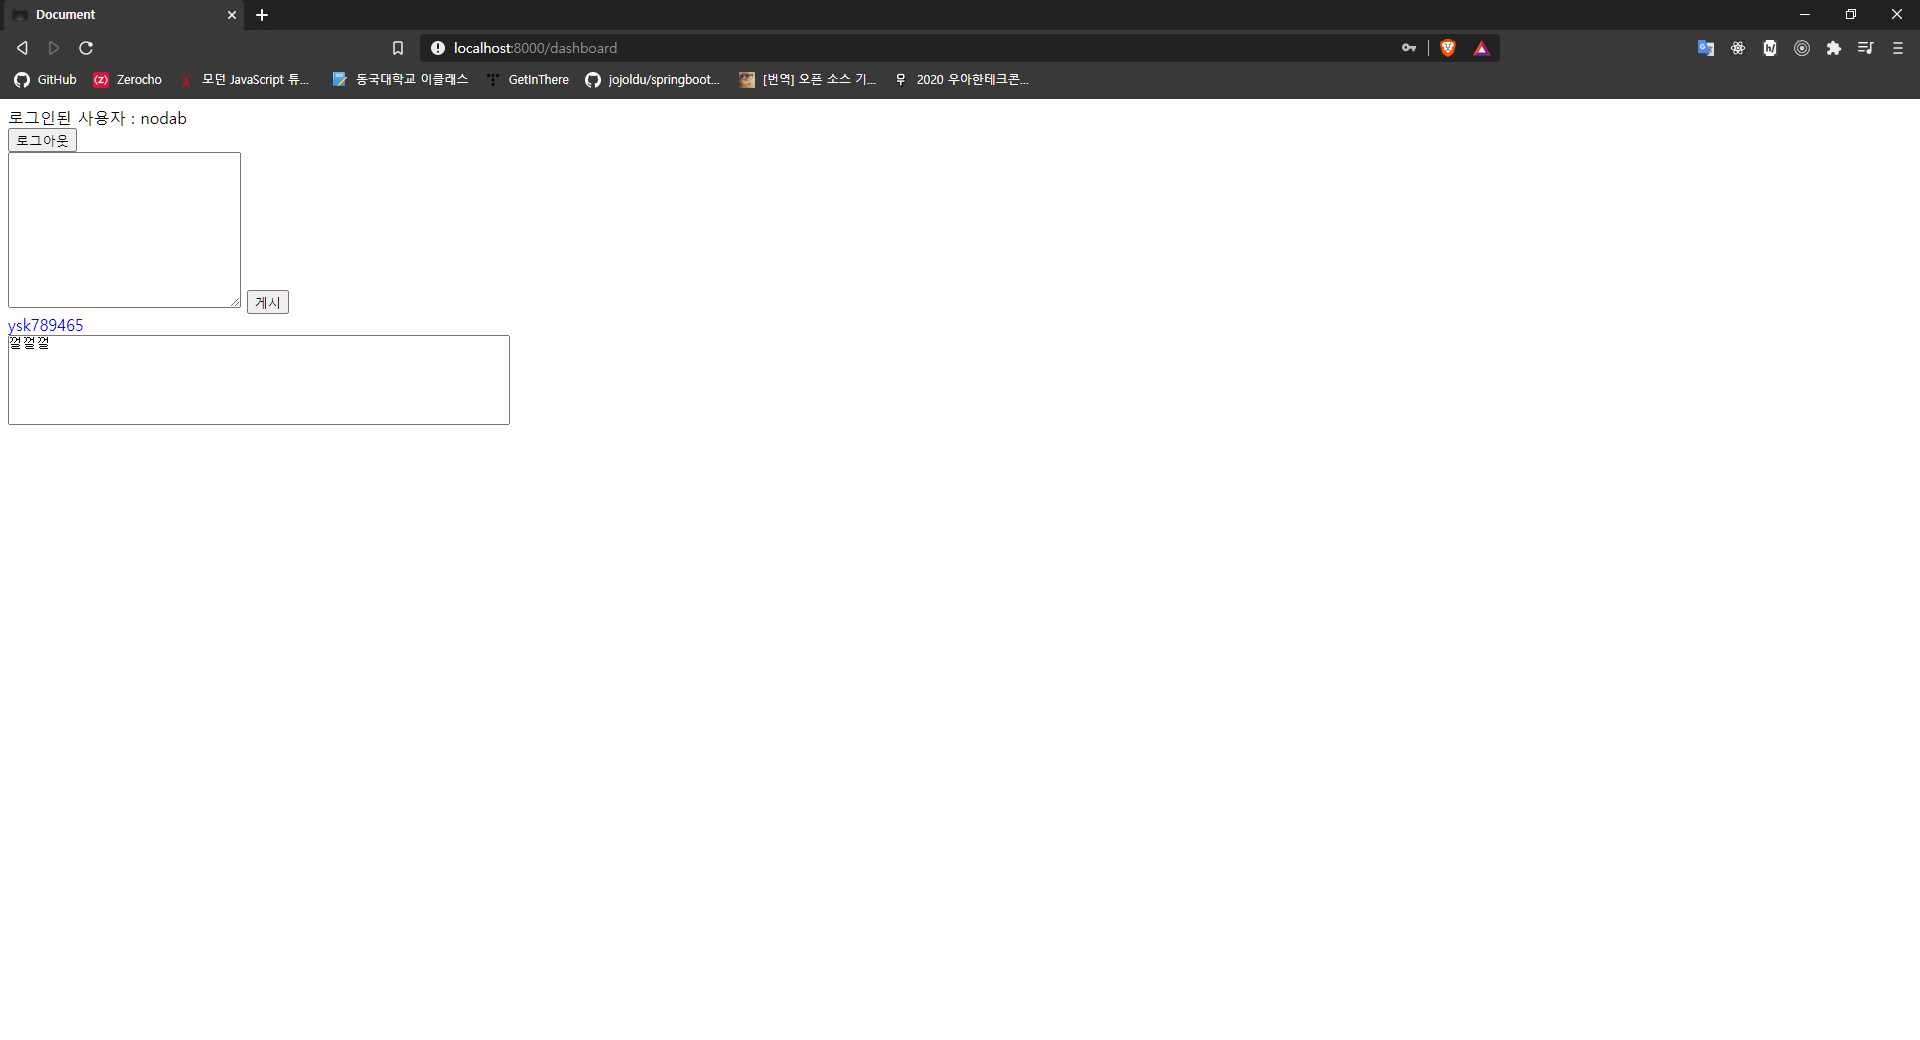 Document
localhost:8000/dashboard
GitHub
Zerocho
모던 JavaScript 튜...
동국대학교 이클래스
GetInThere
jojoldu/springboot...
[번역] 오픈 소스 기...
2020 우아한테크콘...
로그인된 사용자 : nodab
로그아웃
게시
ysk789465
껄껄껄